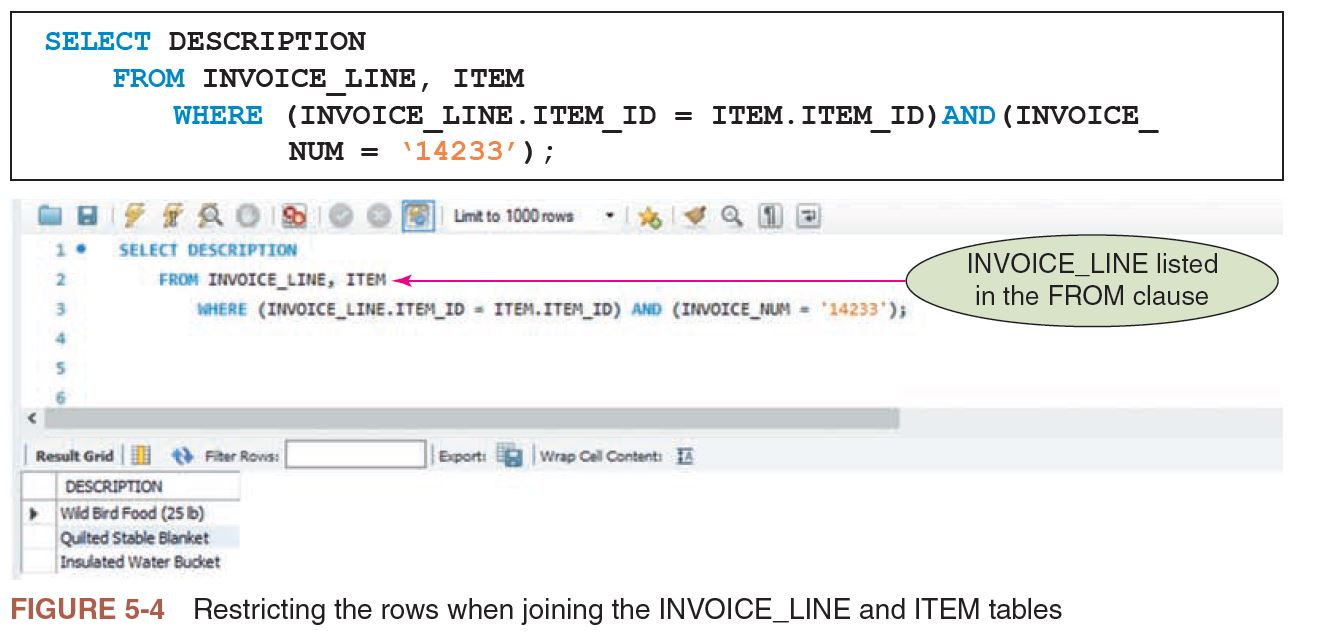 SELECT DESCRIPTION
FROM INVOICE_LINE, ITEM
WHERE (INVOICE_LINE.ITEM_ID = ITEM.ITEM_ID)AND(INVOICE_
NUM = ‘14233’);
Limit to 1000 rows
1 SELECT DESCRIPTION
2 FROM INVOICE_LINE, ITEM
3 WHERE (INVOICE_LINE.ITEM_ID = ITEM.ITEM_ID) AND (INVOICE_NUM = '14233');
4
5
6
INVOICE_LINE listed
in the FROM clause
Result Grid Filter Rows: Export: Wrap Cell Content: IA
DESCRIPTION
Wild Bird Food (25 lb)
Quilted Stable Blanket
Insulated Water Bucket
FIGURE 5-4 Restricting the rows when joining the INVOICE_LINE and ITEM tables